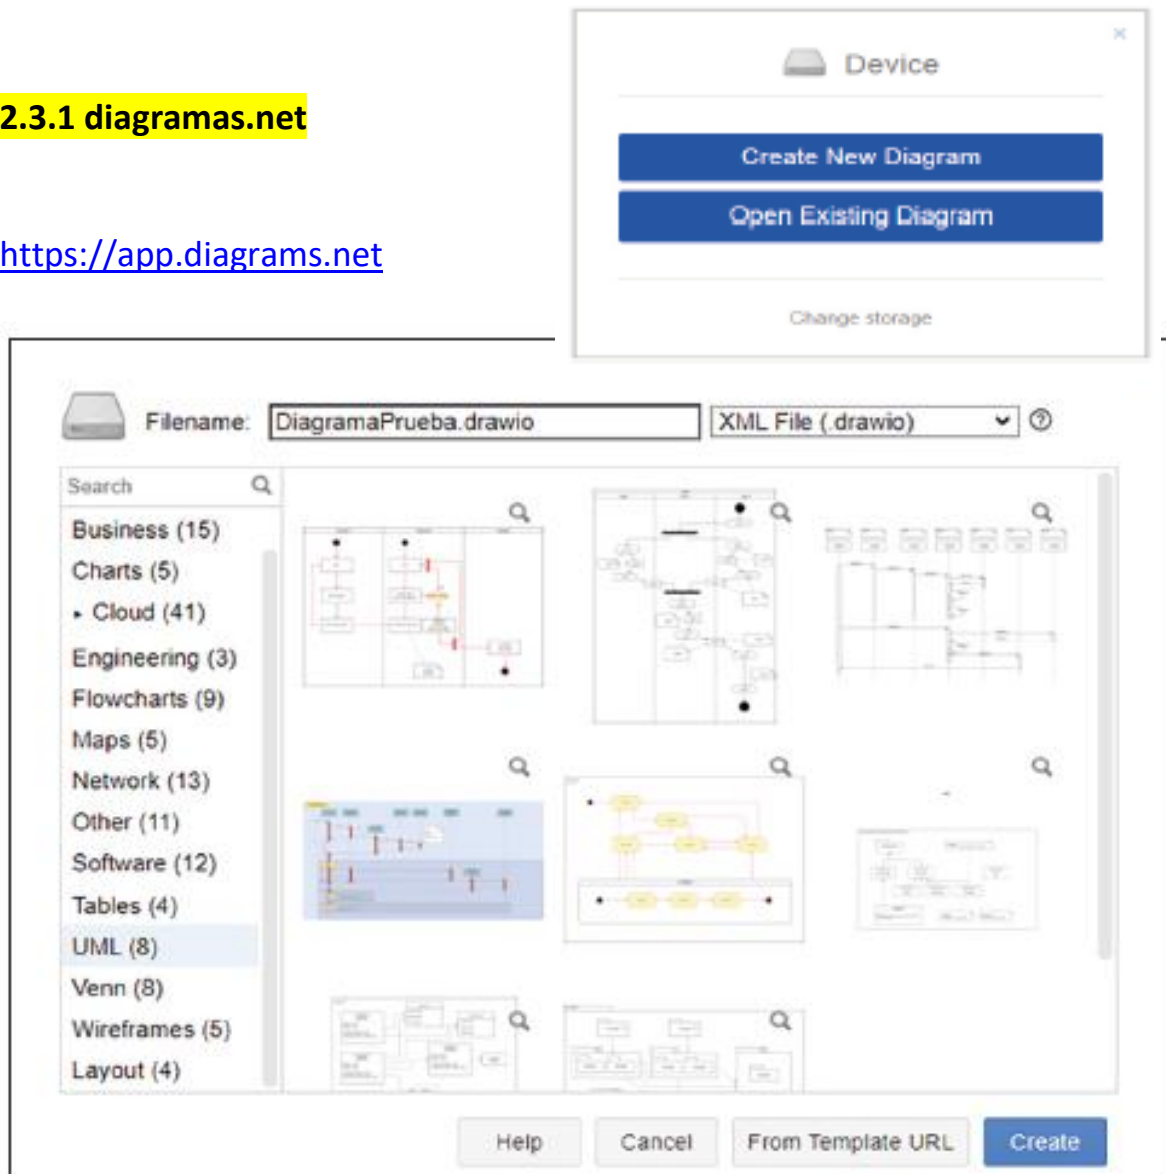 Device
2.3.1 diagramas.net
Create New Diagram
Open Existing Diagram
https://app.diagrams.net
Change storage
Filename: DiagramaPrueba.drawio XML File (.drawio)
Search
Business (15)
Charts (5)
Cloud (41)
Engineering (3)
Flowcharts (9)
Maps (5)
Network (13)
Other (11)
Software (12)
Tables (4)
UML (8)
Venn (8)
Wireframes (5)
Layout (4)
Help Cancel From Template URL Create